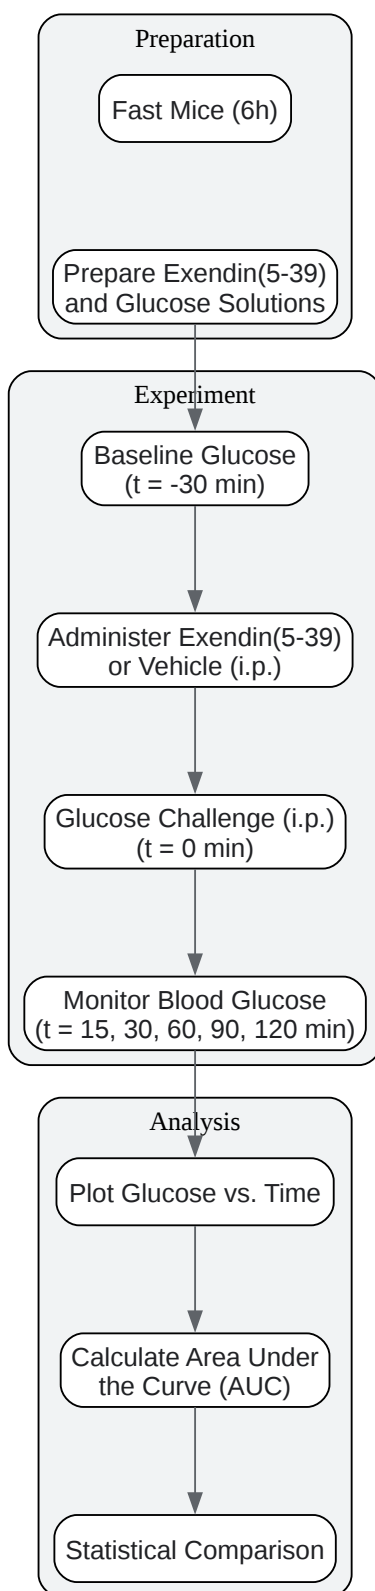 Preparation
Fast Mice (6h)
Prepare Exendin(5-39)
and Glucose Solutions
Experiment
Baseline Glucose
(t = -30 min)
Administer Exendin(5-39)
or Vehicle (i.p.)
Glucose Challenge (i.p.)
(t = 0 min)
Monitor Blood Glucose
(t = 15, 30, 60, 90, 120 min)
Analysis
Plot Glucose vs. Time
Calculate Area Under
the Curve (AUC)
Statistical Comparison